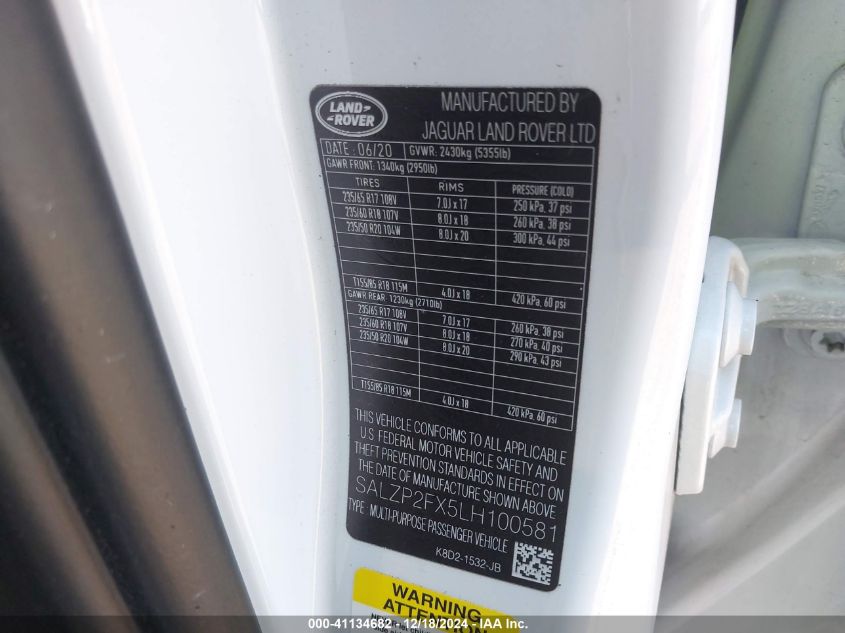 LAND ROVER
MANUFACTURED BY
JAGUAR LAND ROVER LTD
DATE: 06/20 GVWR: 2430kg (5355lb)
GAWR FRONT: 1340kg (2950lb)
TIRES RIMS PRESSURE (COLD)
235/65 R17 108V 7.0J x 17 250 kPa, 37 psi
235/60 R18 107V 8.0J x 18 260 kPa, 38 psi
235/50 R20 104W 8.0J x 20 300 kPa, 44 psi
T155/85 R18 115M 4.0J x 18 420 kPa, 60 psi
GAWR REAR: 1230kg (2710lb)
235/65 R17 108V 7.0J x 17 260 kPa, 38 psi
235/60 R18 107V 8.0J x 18 270 kPa, 40 psi
235/50 R20 104W 8.0J x 20 290 kPa, 43 psi
T155/85 R18 115M 4.0J x 18 420 kPa, 60 psi
THIS VEHICLE CONFORMS TO ALL APPLICABLE
U.S. FEDERAL MOTOR VEHICLE SAFETY AND
THEFT PREVENTION STANDARDS IN EFFECT ON
THE DATE OF MANUFACTURE SHOWN ABOVE
SALZP2FX5LH100581
TYPE: MULTI-PURPOSE PASSENGER VEHICLE
K8D2-1532-JB
WARNING
ATTENTION
000-41134682 - 12/18/2024 - IAA Inc.